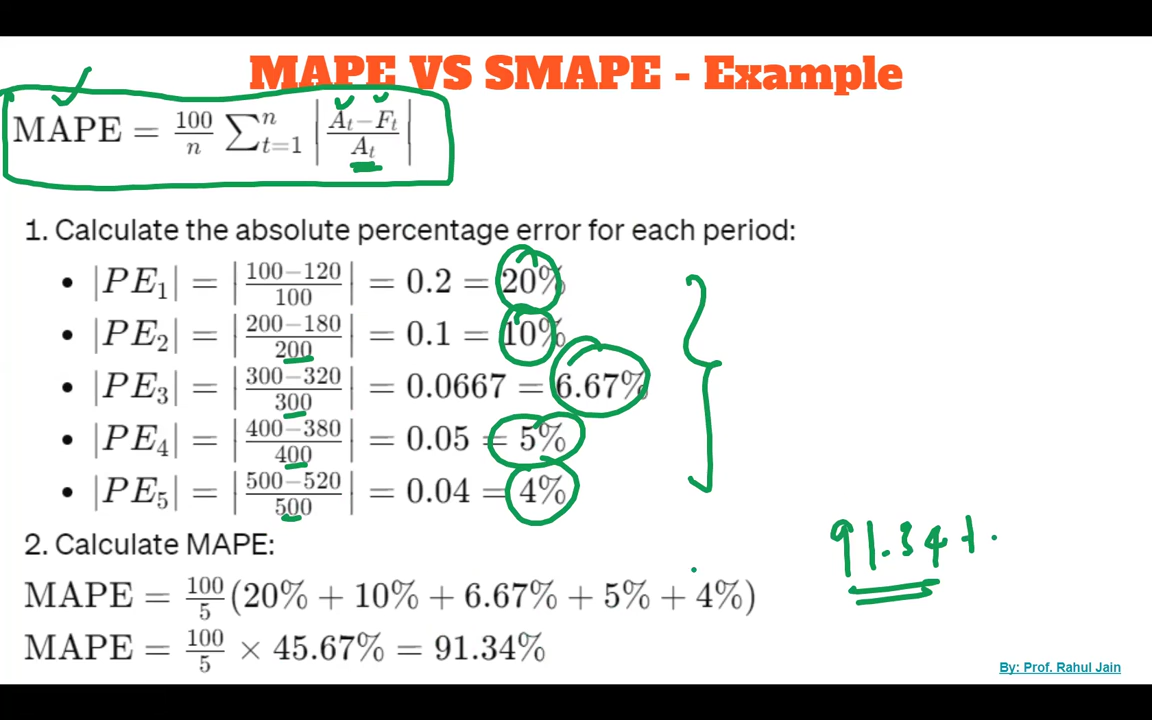 MAPE VS SMAPE - Example
MAPE = 100/n ∑ⁿₜ₌₁ |(Aₜ−Fₜ)/Aₜ|
1. Calculate the absolute percentage error for each period:
• |PE₁| = |(100−120)/100| = 0.2 = 20%
• |PE₂| = |(200−180)/200| = 0.1 = 10%
• |PE₃| = |(300−320)/300| = 0.0667 = 6.67%
• |PE₄| = |(400−380)/400| = 0.05 = 5%
• |PE₅| = |(500−520)/500| = 0.04 = 4%
91.34%
2. Calculate MAPE:
MAPE = 100/5 (20% + 10% + 6.67% + 5% + 4%)
MAPE = 100/5 × 45.67% = 91.34%
By: Prof. Rahul Jain